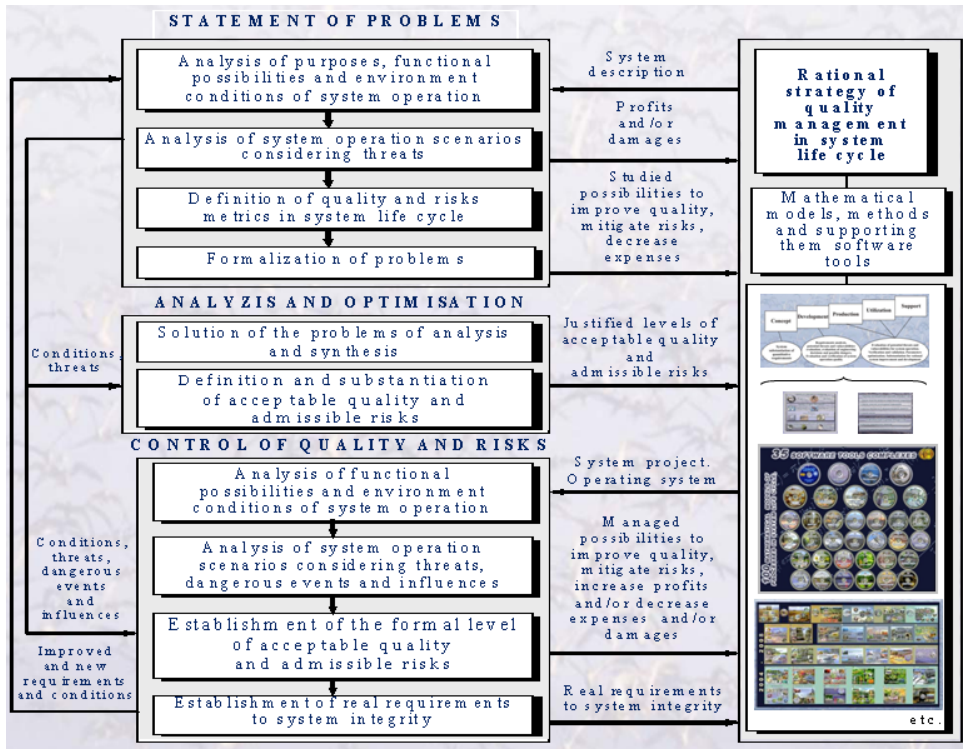 STATEMENT OF PROBLEMS
Analysis of purposes, functional
possibilities and environment
conditions of system operation
Analysis of system operation scenarios
considering threats
Definition of quality and risks
metrics in system life cycle
Formalization of problems
System
description
Profits
and/or
damages
Studied
possibilities to
improve quality,
mitigate risks,
decrease
expenses
Rational
strategy of
quality
management
in system
life cycle
Mathematical
models, methods
and supporting
them software
tools
ANALYZIS AND OPTIMISATION
Solution of the problems of analysis
and synthesis
Definition and substantiation
of acceptable quality and
admissible risks
Conditions,
threats
Justified levels of
acceptable quality
and
admissible risks
Concept
Development
Production
Utilization
Support
CONTROL OF QUALITY AND RISKS
Analysis of functional
possibilities and environment
conditions of system operation
Analysis of system operation
scenarios considering threats,
dangerous events and influences
Establishment of the formal level
of acceptable quality
and admissible risks
Establishment of real requirements
to system integrity
Conditions,
threats,
dangerous
events
and
influences
Improved
and new
requirements
and conditions
System project.
Operating system
Managed
possibilities to
improve quality,
mitigate risks,
increase profits
and/or decrease
expenses and/or
damages
Real requirements
to system integrity
35 SOFTWARE TOOLS COMPLEXES
etc.